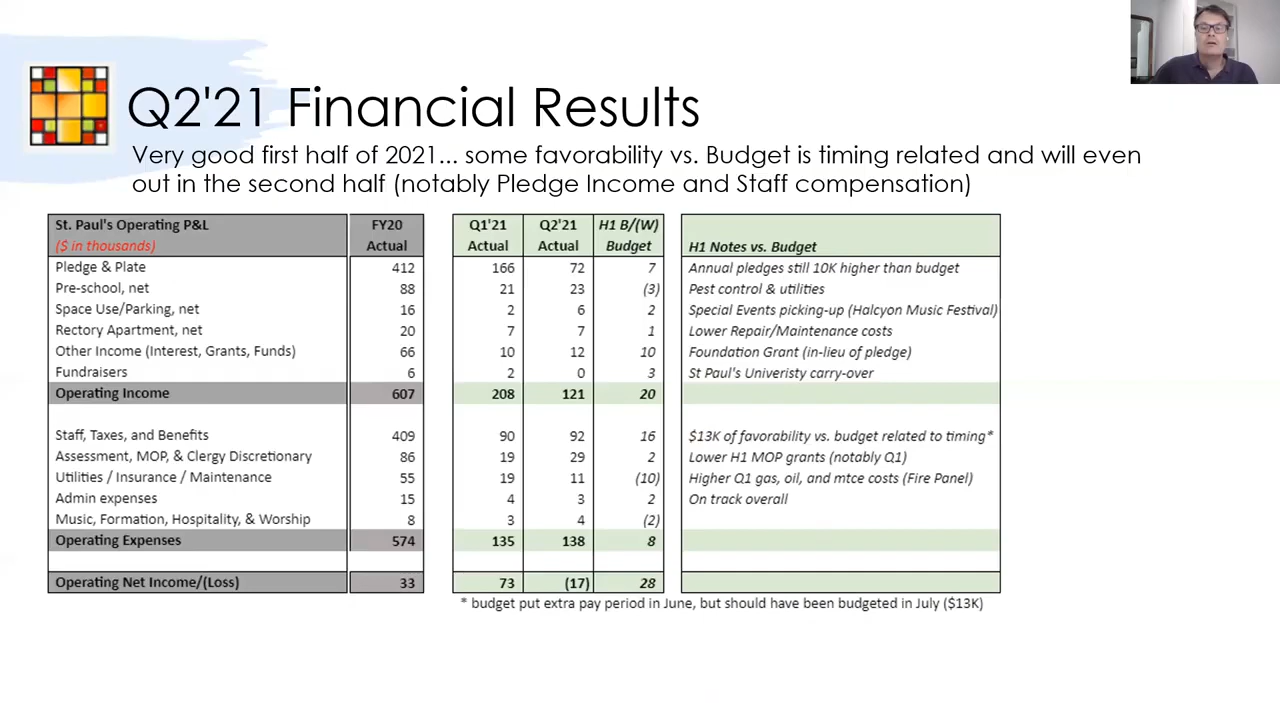 Q2'21 Financial Results
Very good first half of 2021... some favorability vs. Budget is timing related and will even
out in the second half (notably Pledge Income and Staff compensation)
St. Paul's Operating P&L FY20 Q1'21 Q2'21 H1 B/(W)
($ in thousands) Actual Actual Actual Budget H1 Notes vs. Budget
Pledge & Plate 412 166 72 7 Annual pledges still 10K higher than budget
Pre-school, net 88 21 23 (3) Pest control & utilities
Space Use/Parking, net 16 2 6 2 Special Events picking-up (Halcyon Music Festival)
Rectory Apartment, net 20 7 7 1 Lower Repair/Maintenance costs
Other Income (Interest, Grants, Funds) 66 10 12 10 Foundation Grant (in-lieu of pledge)
Fundraisers 6 2 0 3 St Paul's Univeristy carry-over
Operating Income 607 208 121 20
Staff, Taxes, and Benefits 409 90 92 16 $13K of favorability vs. budget related to timing*
Assessment, MOP, & Clergy Discretionary 86 19 29 2 Lower H1 MOP grants (notably Q1)
Utilities / Insurance / Maintenance 55 19 11 (10) Higher Q1 gas, oil, and mtce costs (Fire Panel)
Admin expenses 15 4 3 2 On track overall
Music, Formation, Hospitality, & Worship 8 3 4 (2)
Operating Expenses 574 135 138 8
Operating Net Income/(Loss) 33 73 (17) 28
* budget put extra pay period in June, but should have been budgeted in July ($13K)